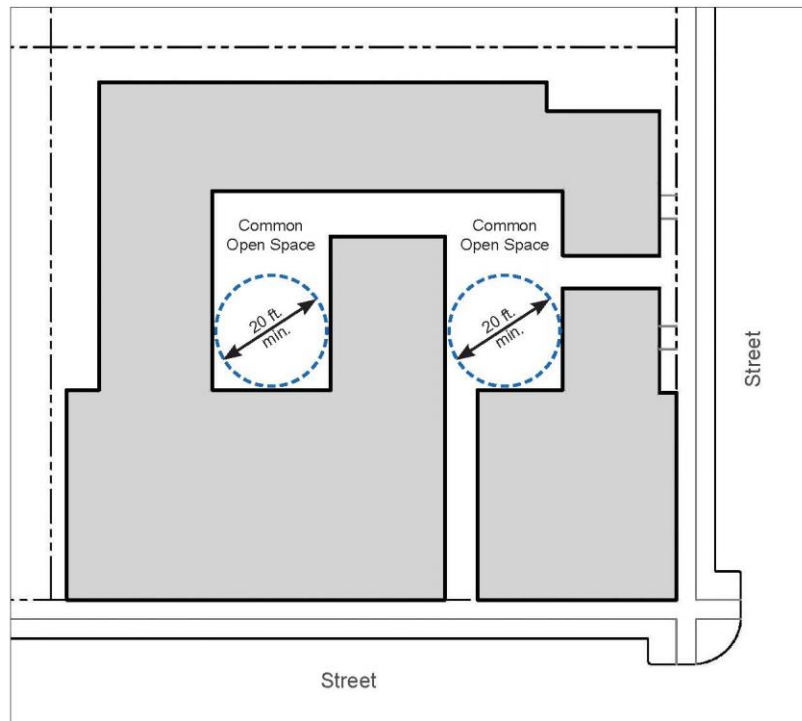 Common
Open Space
Common
Open Space
20 ft.
min.
20 ft.
min.
Street
Street